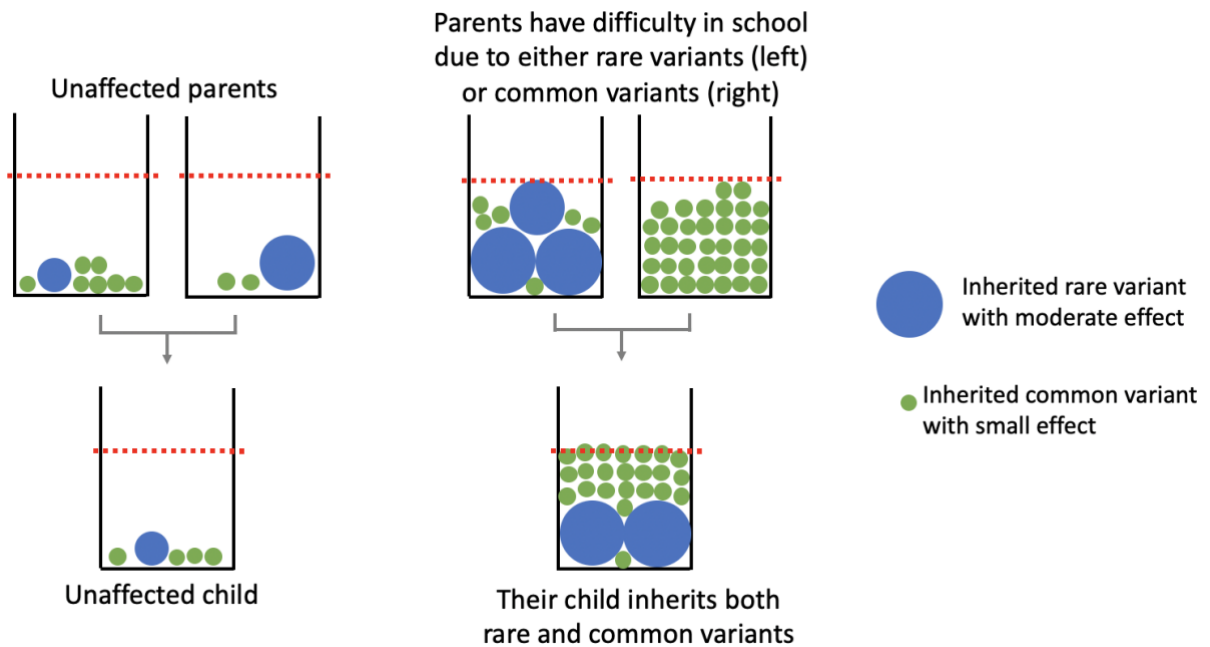 Parents have difficulty in school
due to either rare variants (left)
or common variants (right)
Unaffected parents
Inherited rare variant
with moderate effect
Inherited common variant
with small effect
Unaffected child
Their child inherits both
rare and common variants